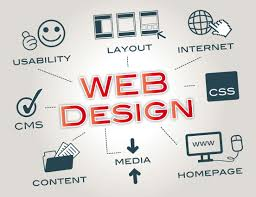 USABILITY
LAYOUT
INTERNET
WEB
DESIGN
CMS
CSS
CONTENT
MEDIA
WWW
HOMEPAGE